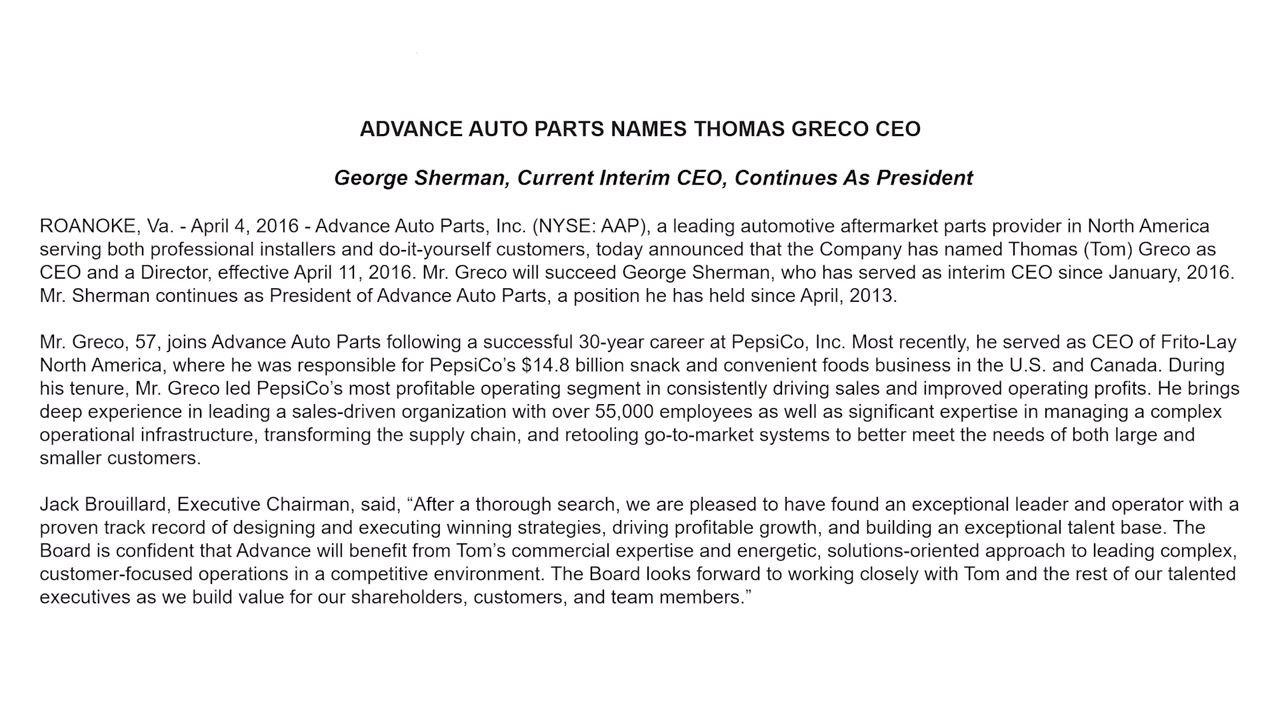 ADVANCE AUTO PARTS NAMES THOMAS GRECO CEO
George Sherman, Current Interim CEO, Continues As President
ROANOKE, Va. - April 4, 2016 - Advance Auto Parts, Inc. (NYSE: AAP), a leading automotive aftermarket parts provider in North America
serving both professional installers and do-it-yourself customers, today announced that the Company has named Thomas (Tom) Greco as
CEO and a Director, effective April 11, 2016. Mr. Greco will succeed George Sherman, who has served as interim CEO since January, 2016.
Mr. Sherman continues as President of Advance Auto Parts, a position he has held since April, 2013.
Mr. Greco, 57, joins Advance Auto Parts following a successful 30-year career at PepsiCo, Inc. Most recently, he served as CEO of Frito-Lay
North America, where he was responsible for PepsiCo’s $14.8 billion snack and convenient foods business in the U.S. and Canada. During
his tenure, Mr. Greco led PepsiCo’s most profitable operating segment in consistently driving sales and improved operating profits. He brings
deep experience in leading a sales-driven organization with over 55,000 employees as well as significant expertise in managing a complex
operational infrastructure, transforming the supply chain, and retooling go-to-market systems to better meet the needs of both large and
smaller customers.
Jack Brouillard, Executive Chairman, said, “After a thorough search, we are pleased to have found an exceptional leader and operator with a
proven track record of designing and executing winning strategies, driving profitable growth, and building an exceptional talent base. The
Board is confident that Advance will benefit from Tom’s commercial expertise and energetic, solutions-oriented approach to leading complex,
customer-focused operations in a competitive environment. The Board looks forward to working closely with Tom and the rest of our talented
executives as we build value for our shareholders, customers, and team members.”